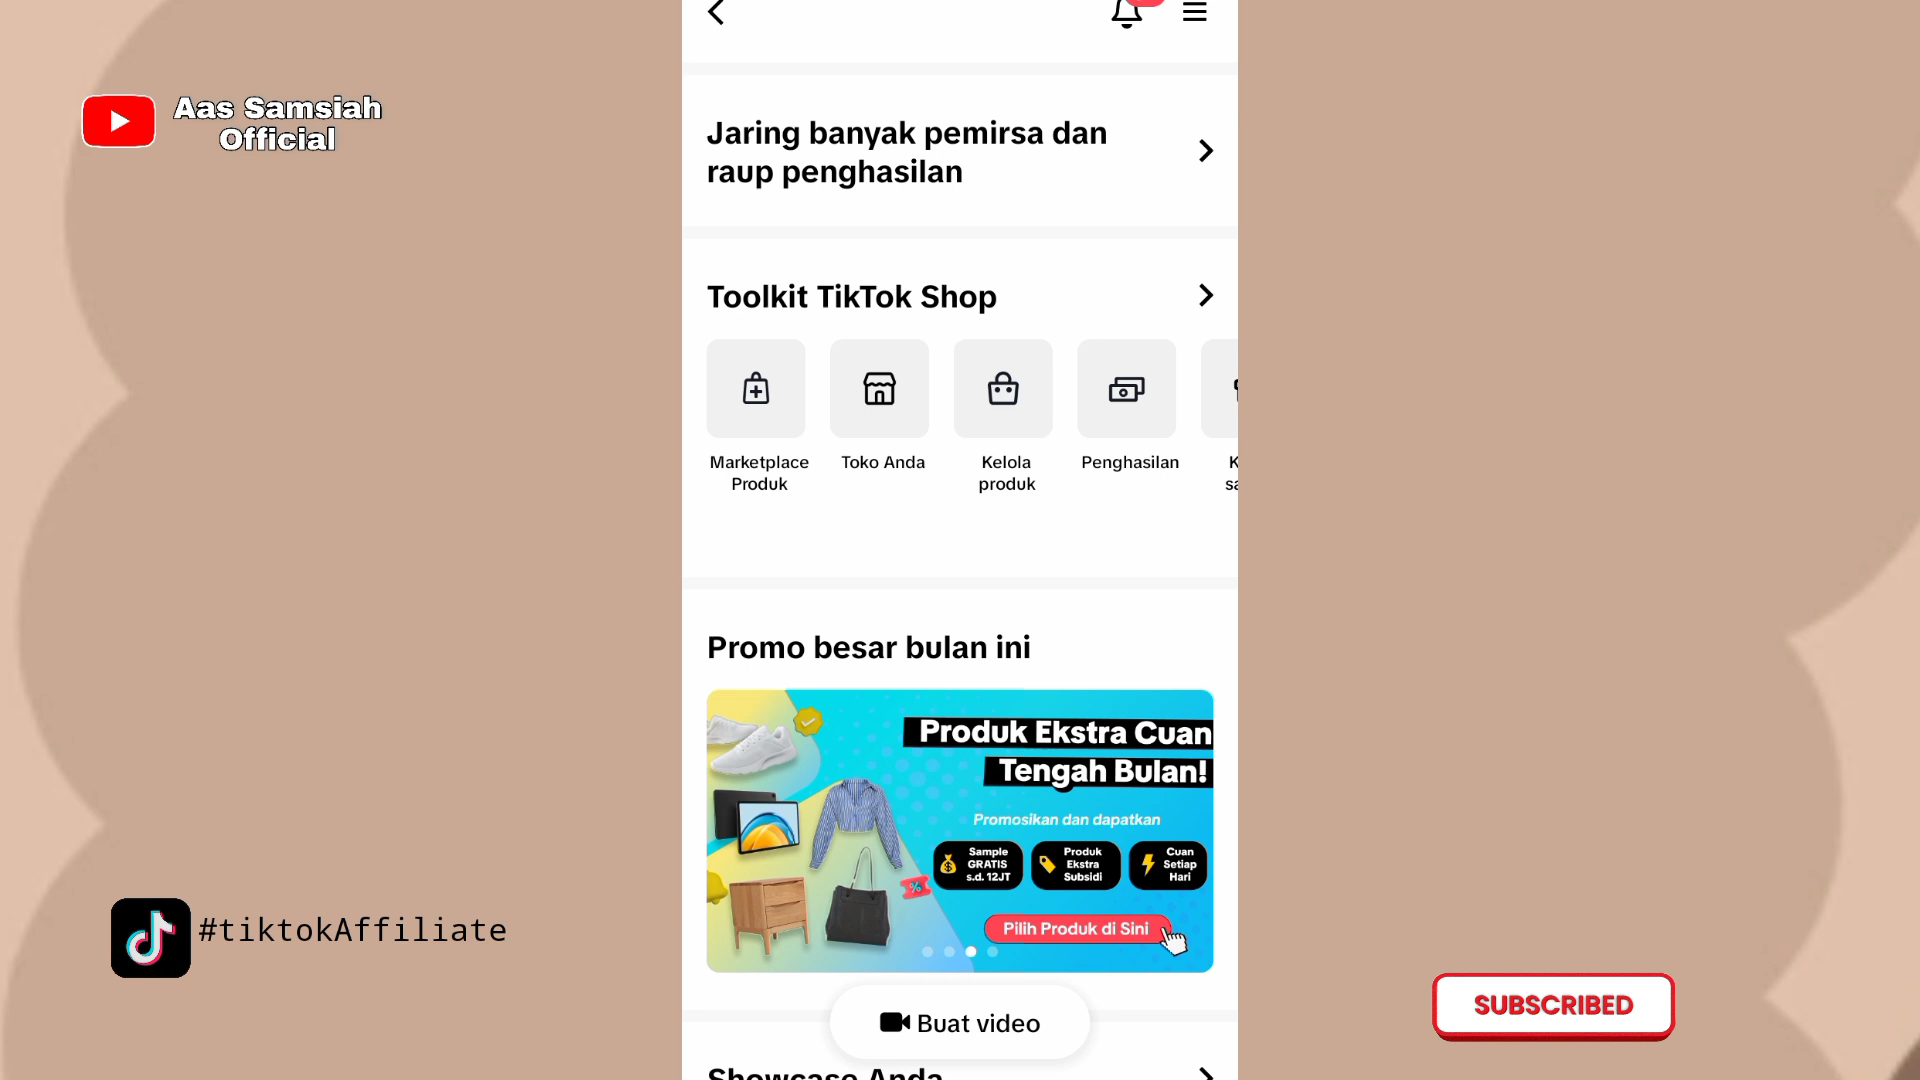 Aas Samsiah
Official
Jaring banyak pemirsa dan
raup penghasilan
Toolkit TikTok Shop
Marketplace
Produk
Toko Anda
Kelola
produk
Penghasilan
Promo besar bulan ini
Produk Ekstra Cuan
Tengah Bulan!
Promosikan dan dapatkan
Sample
GRATIS
s.d. 12JT
Produk
Ekstra
Subsidi
Cuan
Setiap
Hari
Pilih Produk di Sini
Buat video
Showcase Anda
#tiktokAffiliate
SUBSCRIBED